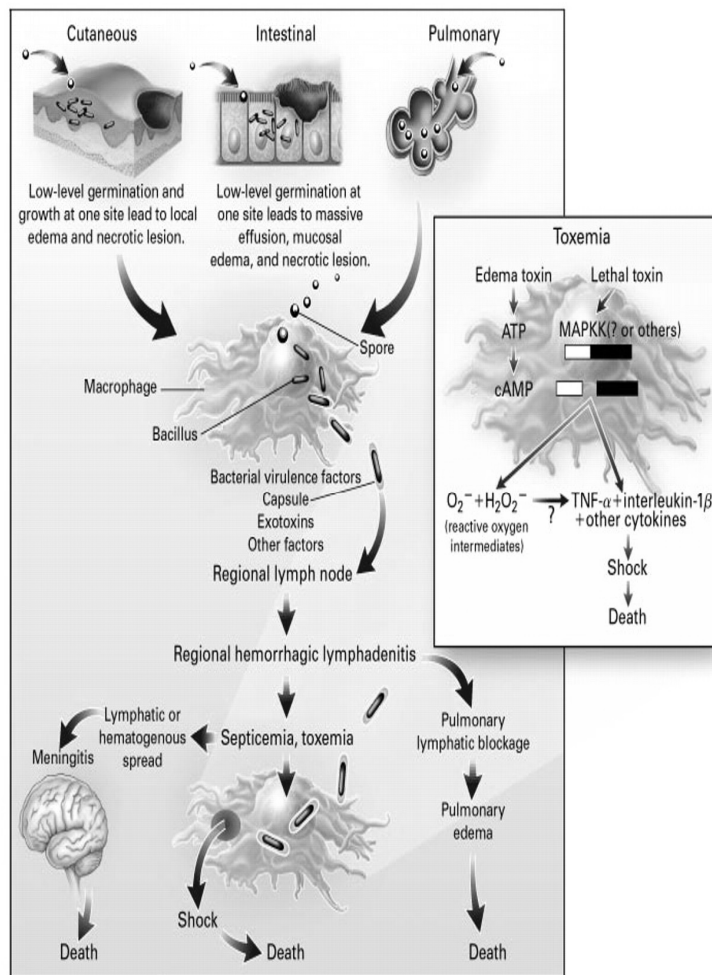 Cutaneous
Intestinal
Pulmonary
Low-level germination and
growth at one site lead to local
edema and necrotic lesion.
Low-level germination at
one site leads to massive
effusion, mucosal
edema, and necrotic lesion.
Spore
Macrophage
Bacillus
Bacterial virulence factors
Capsule
Exotoxins
Other factors
Regional lymph node
Regional hemorrhagic lymphadenitis
Lymphatic or
hematogenous
spread
Meningitis
Septicemia, toxemia
Pulmonary
lymphatic blockage
Pulmonary
edema
Shock
Death
Death
Death
Toxemia
Edema toxin
Lethal toxin
ATP
MAPKK(? or others)
cAMP
O₂⁻+H₂O₂⁻
(reactive oxygen
intermediates)
?
TNF-α+interleukin-1β
+other cytokines
Shock
Death